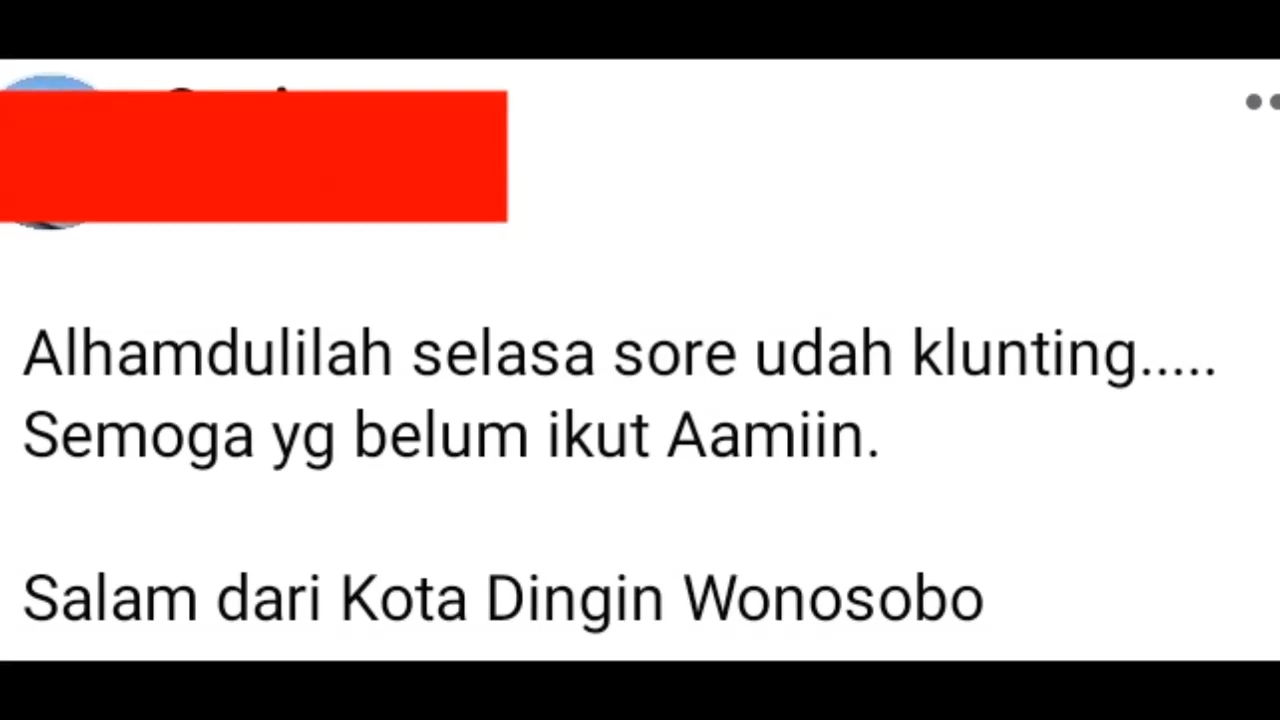 Alhamdulilah selasa sore udah klunting.....
Semoga yg belum ikut Aamiin.
Salam dari Kota Dingin Wonosobo